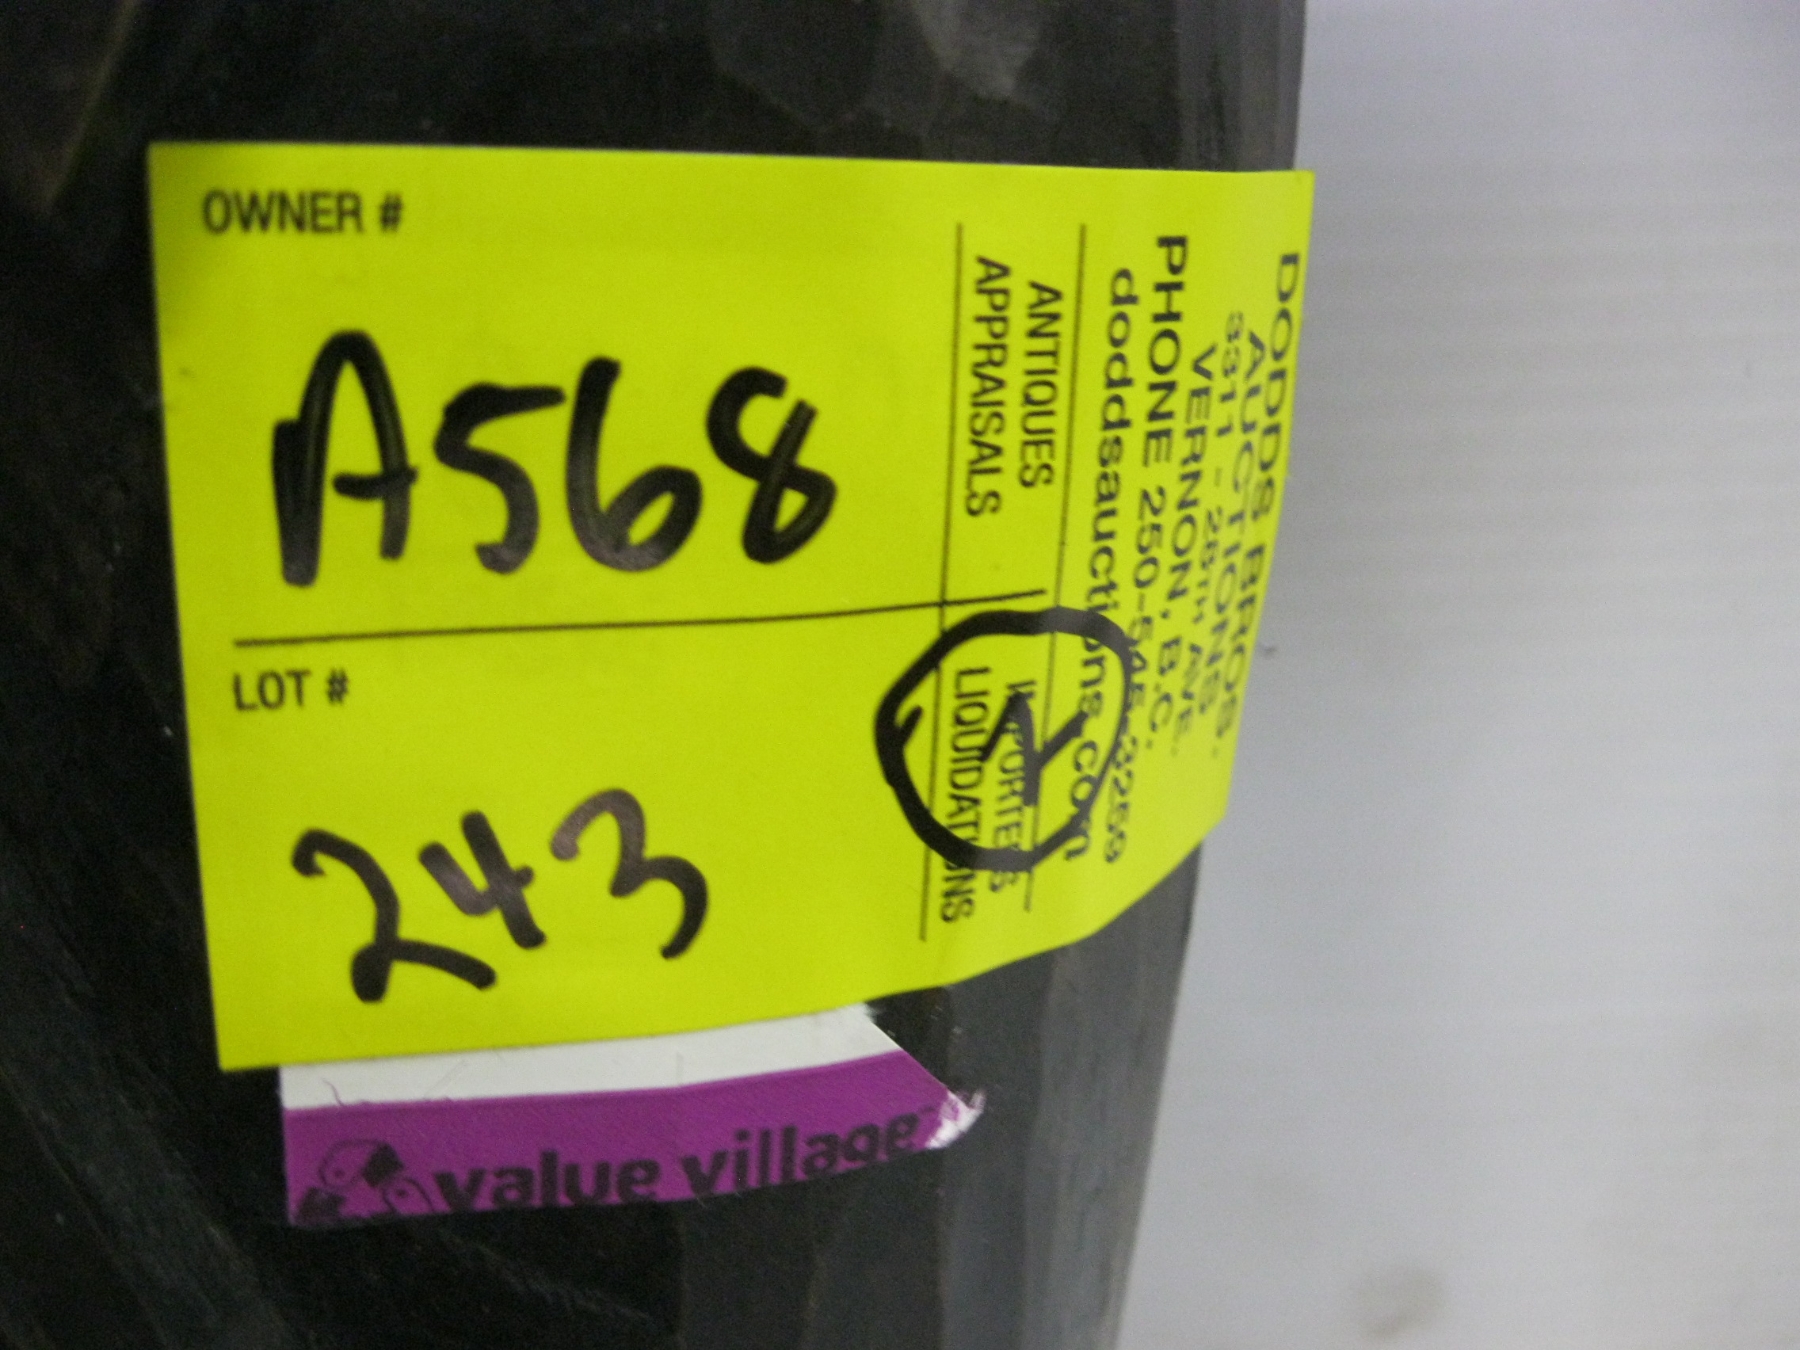 OWNER #
A568
LOT #
243
DODDS BROS.
AUCTIONS
3311 - 28TH AVE.
VERNON, B.C.
PHONE 250-545-3259
doddsauctions.com
ANTIQUES
APPRAISALS
IMPORTERS
LIQUIDATIONS
value village